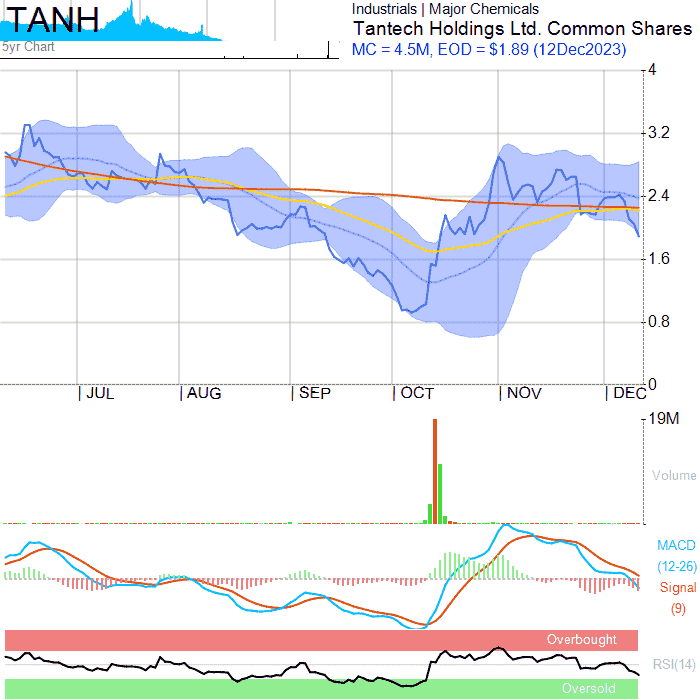 TANH
5yr Chart
Industrials | Major Chemicals
Tantech Holdings Ltd. Common Shares
MC = 4.5M, EOD = $1.89 (12Dec2023)
4
3.2
2.4
1.6
0.8
0
JUL
AUG
SEP
OCT
NOV
DEC
19M
Volume
MACD
(12-26)
Signal
(9)
Overbought
RSI(14)
Oversold